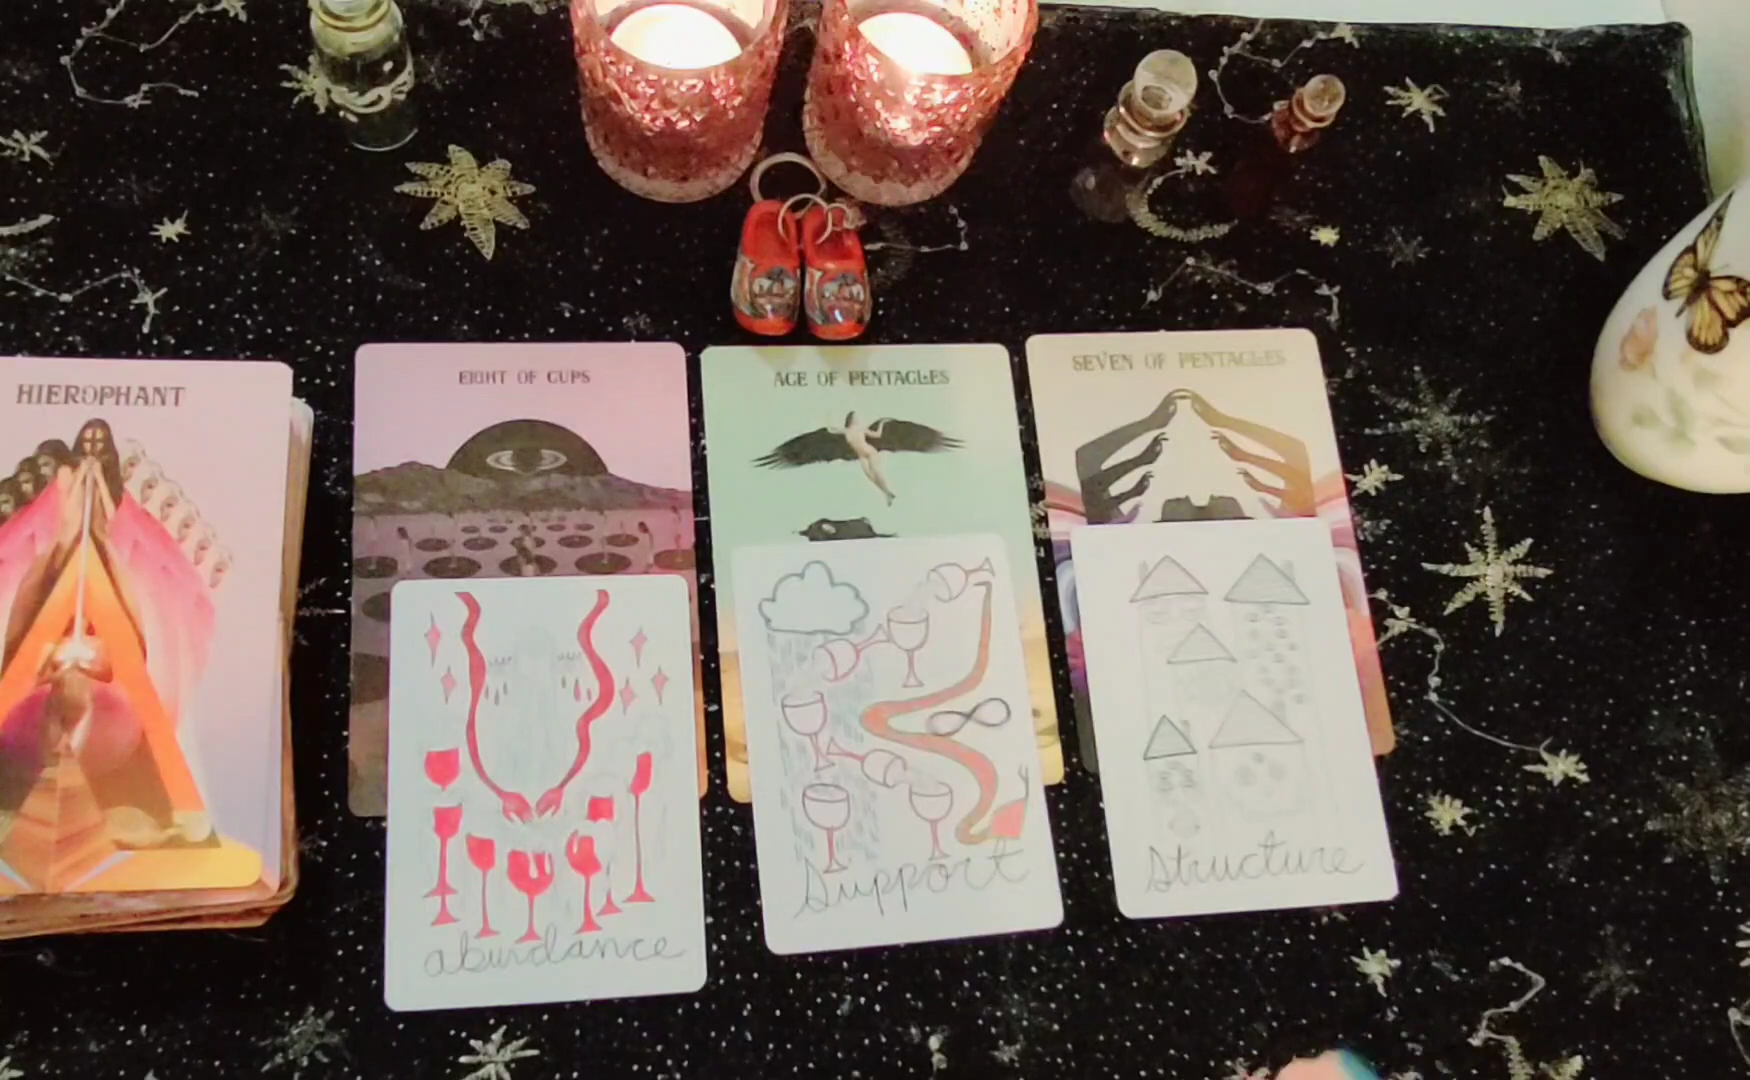 HIEROPHANT
EIGHT OF CUPS
ACE OF PENTACLES
SEVEN OF PENTACLES
abundance
Support
Structure